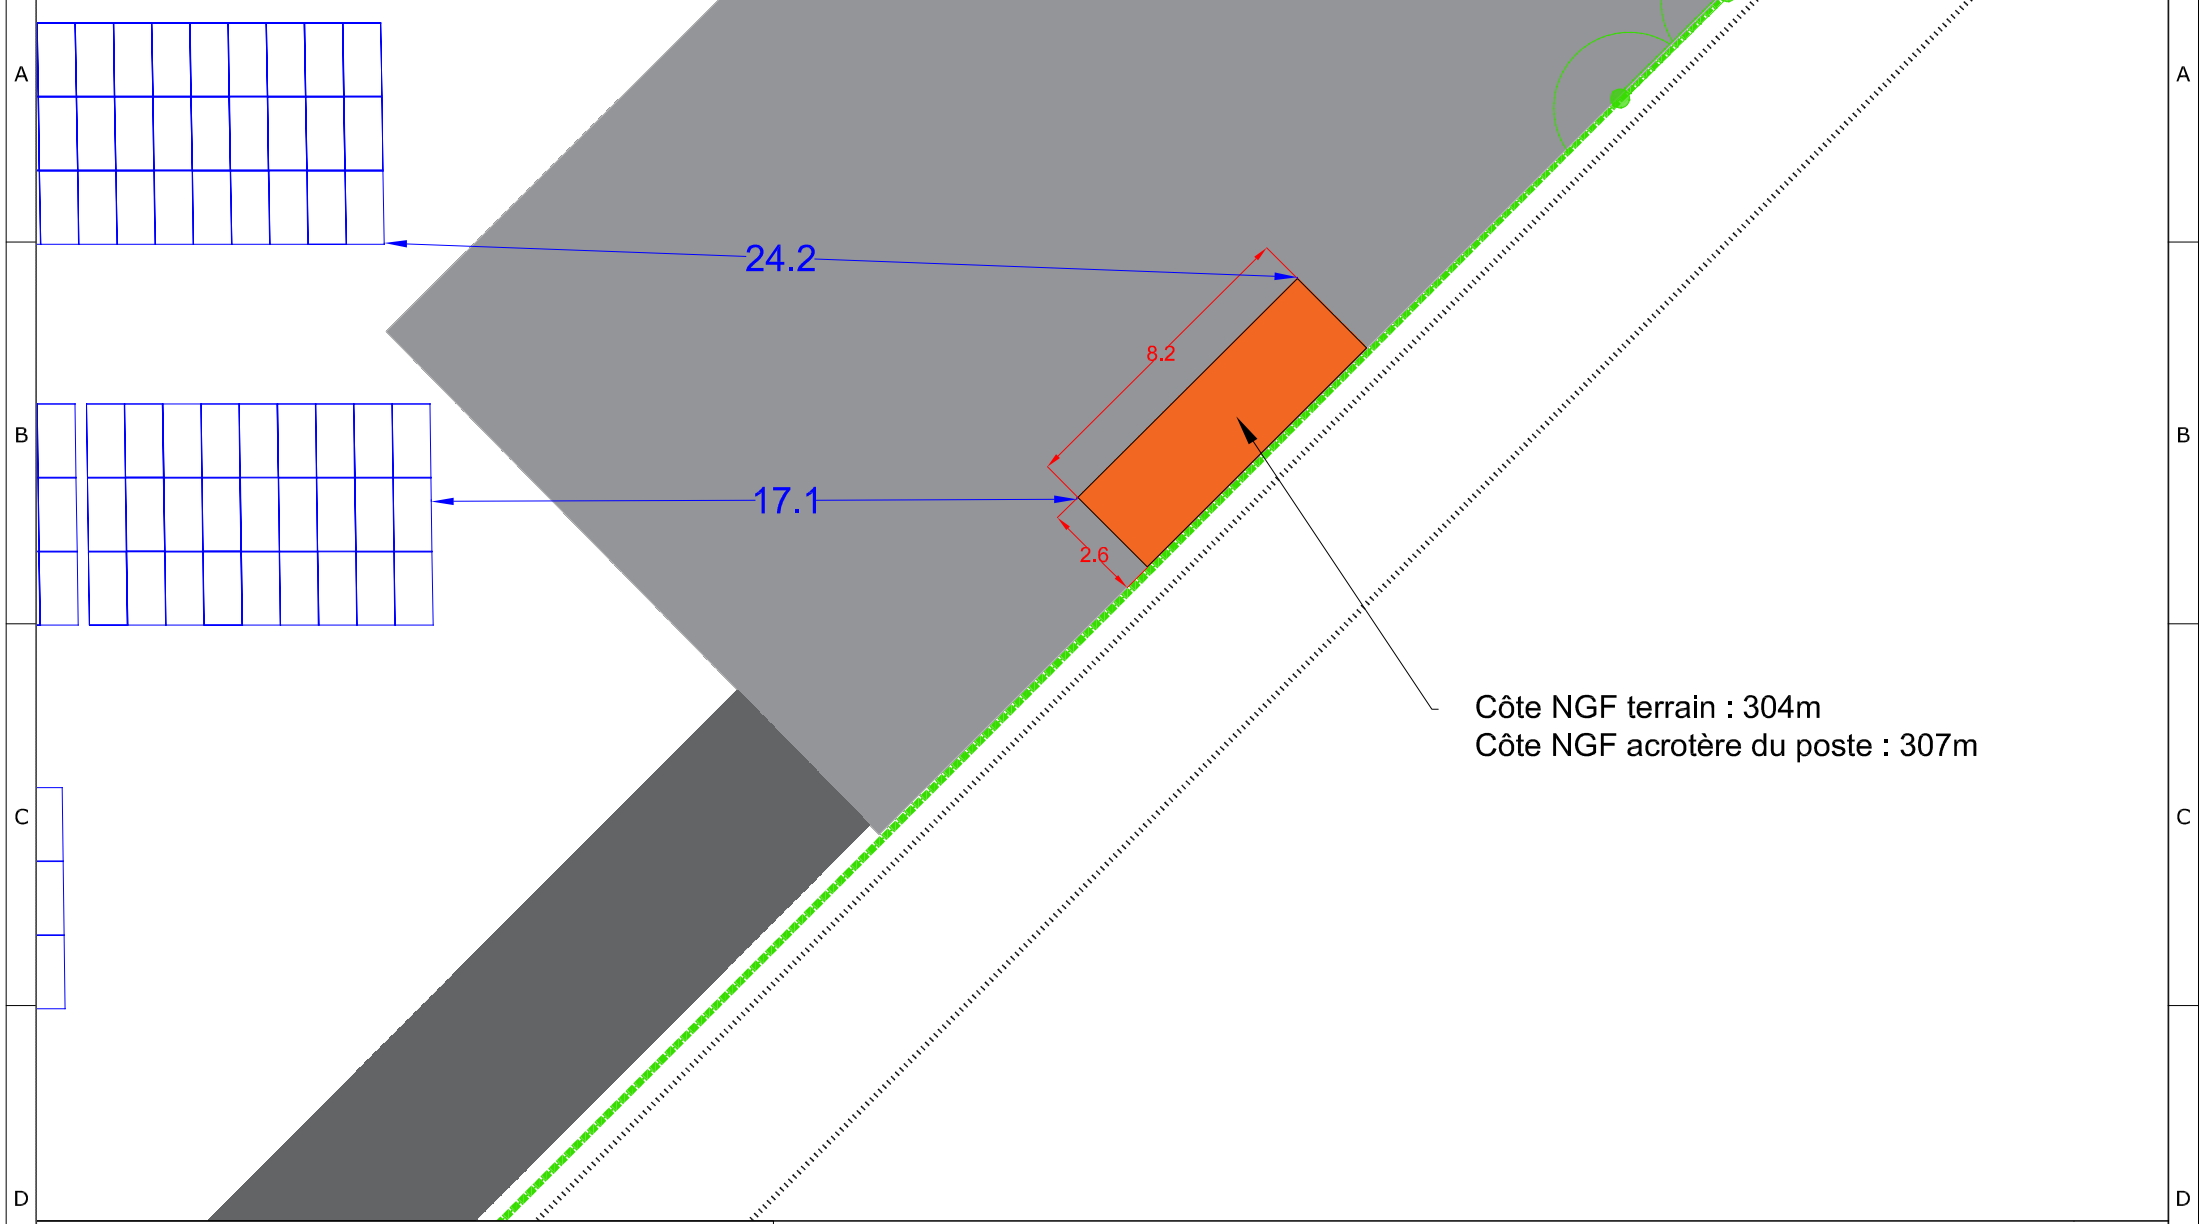 A
A
24.2
8.2
B
B
17.1
2.6
Côte NGF terrain : 304m
Côte NGF acrotère du poste : 307m
C
C
D
D